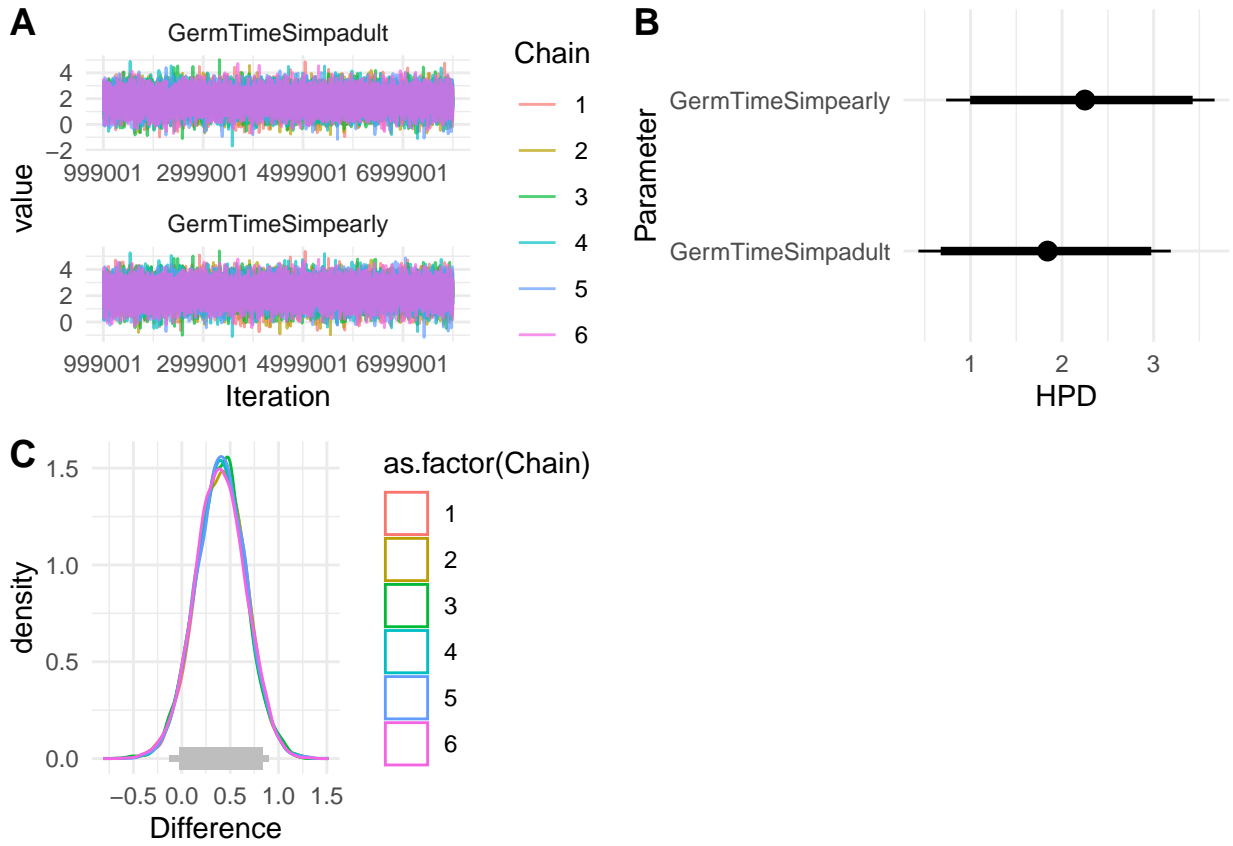 A
GermTimeSimpadult
4
2
0
−2
999001 2999001 4999001 6999001
GermTimeSimpearly
4
2
0
999001 2999001 4999001 6999001
value
Iteration
Chain
1
2
3
4
5
6
B
Parameter
GermTimeSimpearly
GermTimeSimpadult
1 2 3
HPD
C
density
1.5
1.0
0.5
0.0
−0.5 0.0 0.5 1.0 1.5
Difference
as.factor(Chain)
1
2
3
4
5
6